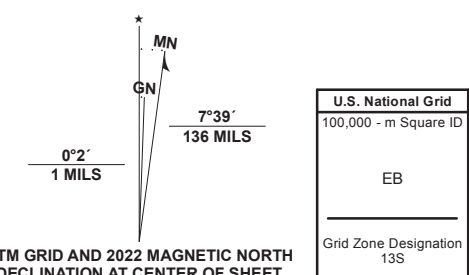 ★
MN
GN
7°39´
136 MILS
0°2´
1 MILS
TM GRID AND 2022 MAGNETIC NORTH
DECLINATION AT CENTER OF SHEET
U.S. National Grid
100,000 - m Square ID
EB
Grid Zone Designation
13S